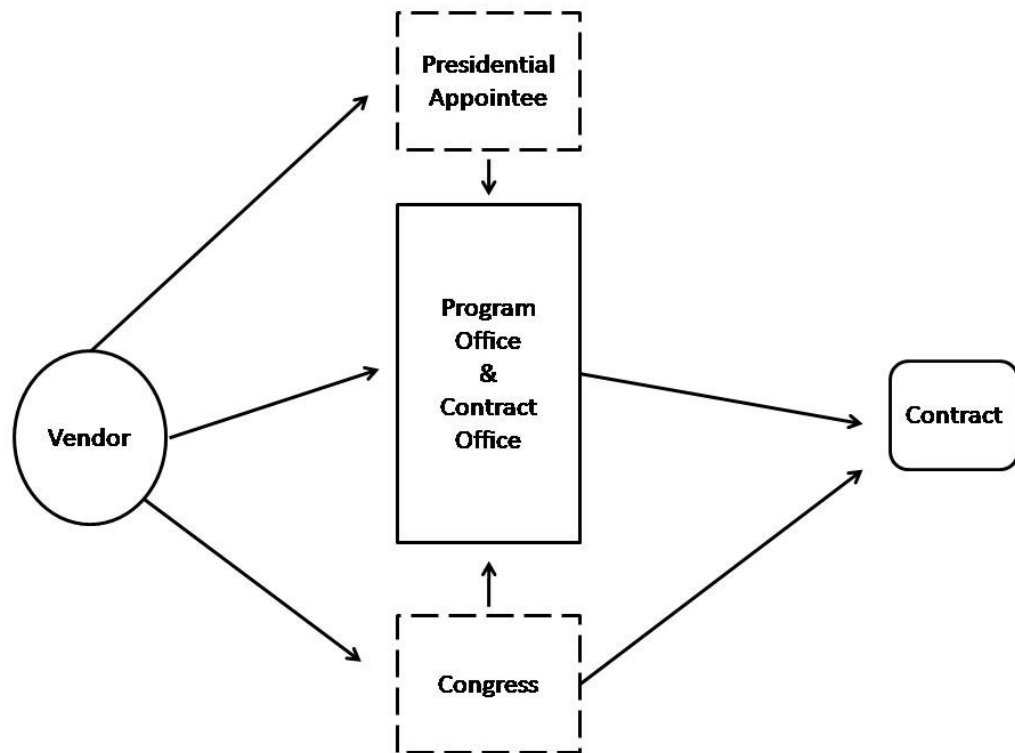 Presidential
Appointee
Program
Office
&
Contract
Office
Vendor
Contract
Congress